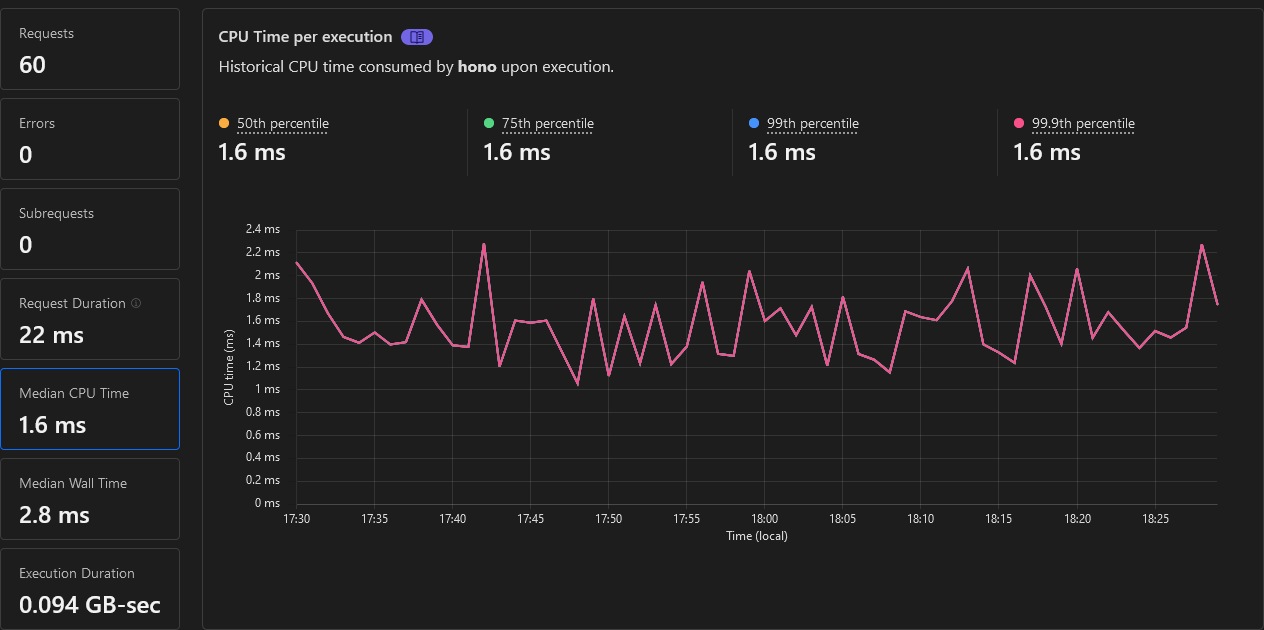 Requests
60
Errors
0
Subrequests
0
Request Duration
22 ms
Median CPU Time
1.6 ms
Median Wall Time
2.8 ms
Execution Duration
0.094 GB-sec
CPU Time per execution
Historical CPU time consumed by hono upon execution.
50th percentile
1.6 ms
75th percentile
1.6 ms
99th percentile
1.6 ms
99.9th percentile
1.6 ms
CPU time (ms)
2.4 ms
2.2 ms
2 ms
1.8 ms
1.6 ms
1.4 ms
1.2 ms
1 ms
0.8 ms
0.6 ms
0.4 ms
0.2 ms
0 ms
17:30 17:35 17:40 17:45 17:50 17:55 18:00 18:05 18:10 18:15 18:20 18:25
Time (local)